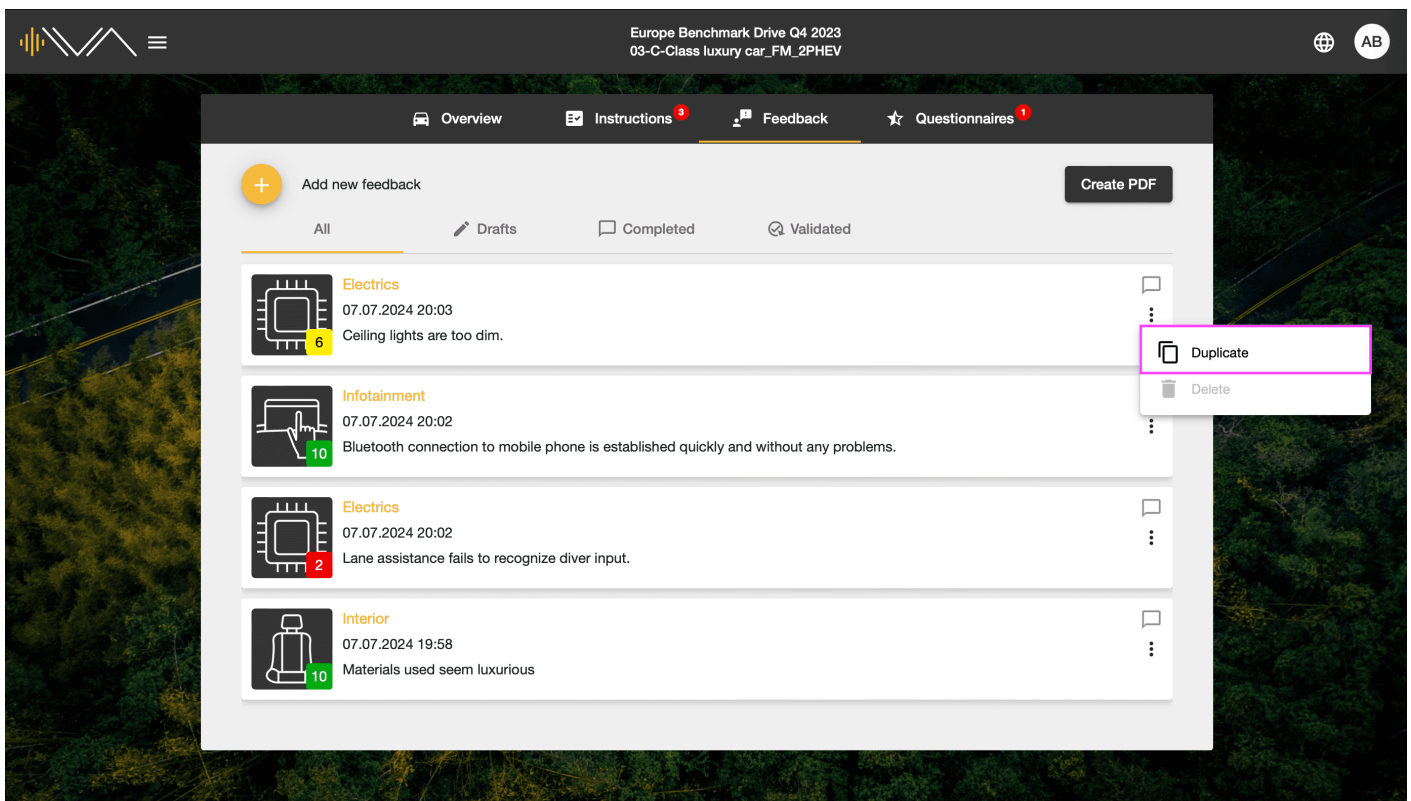 Europe Benchmark Drive Q4 2023
03-C-Class luxury car_FM_2PHEV
AB
Overview
Instructions 3
Feedback
Questionnaires 1
Add new feedback
Create PDF
All
Drafts
Completed
Validated
Electrics
07.07.2024 20:03
Ceiling lights are too dim.
6
Duplicate
Delete
Infotainment
07.07.2024 20:02
Bluetooth connection to mobile phone is established quickly and without any problems.
10
Electrics
07.07.2024 20:02
Lane assistance fails to recognize diver input.
2
Interior
07.07.2024 19:58
Materials used seem luxurious
10